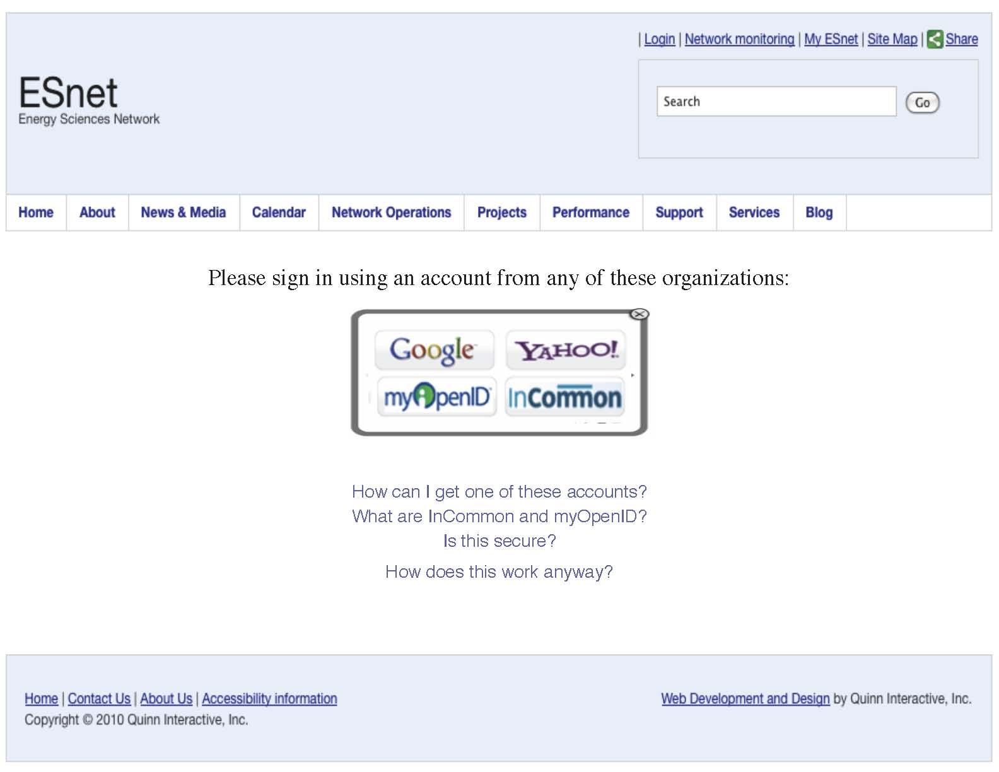 | Login | Network monitoring | My ESnet | Site Map | Share
ESnet
Energy Sciences Network
Search
Go
Home
About
News & Media
Calendar
Network Operations
Projects
Performance
Support
Services
Blog
Please sign in using an account from any of these organizations:
Google
YAHOO!
myOpenID
InCommon
How can I get one of these accounts?
What are InCommon and myOpenID?
Is this secure?
How does this work anyway?
Home | Contact Us | About Us | Accessibility information
Web Development and Design by Quinn Interactive, Inc.
Copyright © 2010 Quinn Interactive, Inc.